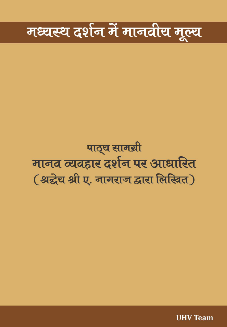 मध्यस्थ दर्शन में मानवीय मूल्य
पाठ्य सामग्री
मानव व्यवहार दर्शन पर आधारित
(श्रद्धेय श्री ए. नागराज द्वारा लिखित)
UHV Team